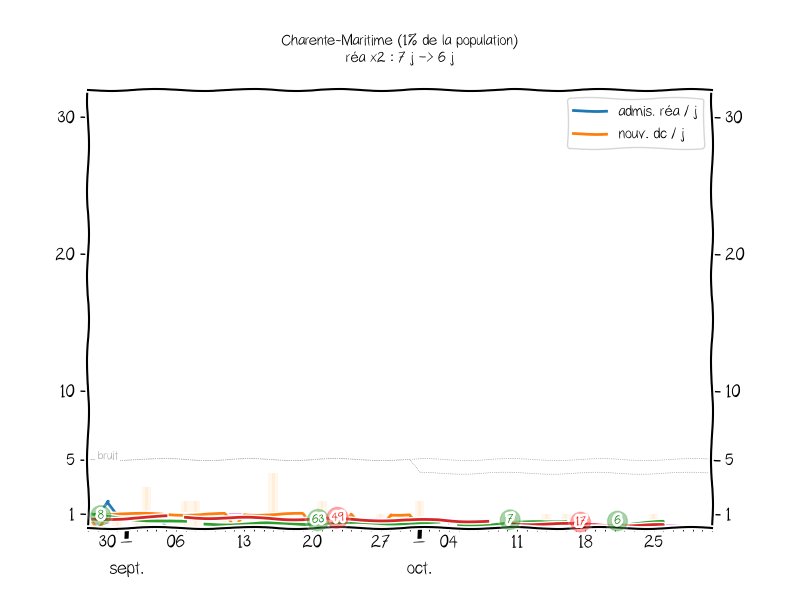 Charente-Maritime (1% de la population)
réa x2 : 7 j -> 6 j
admis. réa / j
nouv. dc / j
30 30
20 20
10 10
5 bruit 5
1 8 63 49 7 17 6 1
30 06 13 20 27 04 11 18 25
sept. oct.